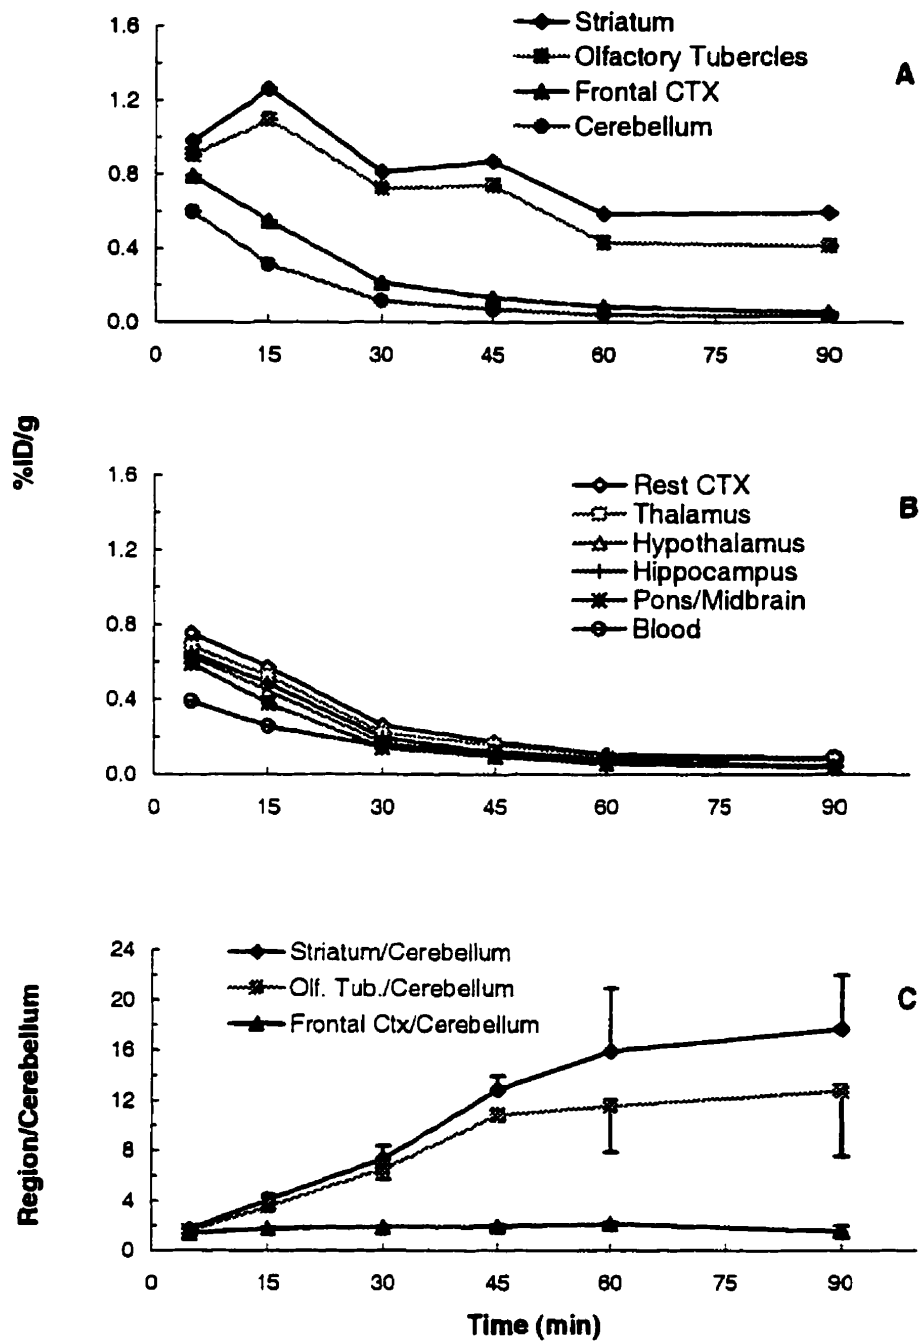 1.6
1.2
0.8
0.4
0.0
0 15 30 45 60 75 90
Striatum
Olfactory Tubercles
Frontal CTX
Cerebellum
A
%ID/g
1.6
1.2
0.8
0.4
0.0
0 15 30 45 60 75 90
Rest CTX
Thalamus
Hypothalamus
Hippocampus
Pons/Midbrain
Blood
B
Region/Cerebellum
24
20
16
12
8
4
0
0 15 30 45 60 75 90
Striatum/Cerebellum
Olf. Tub./Cerebellum
Frontal Ctx/Cerebellum
C
Time (min)